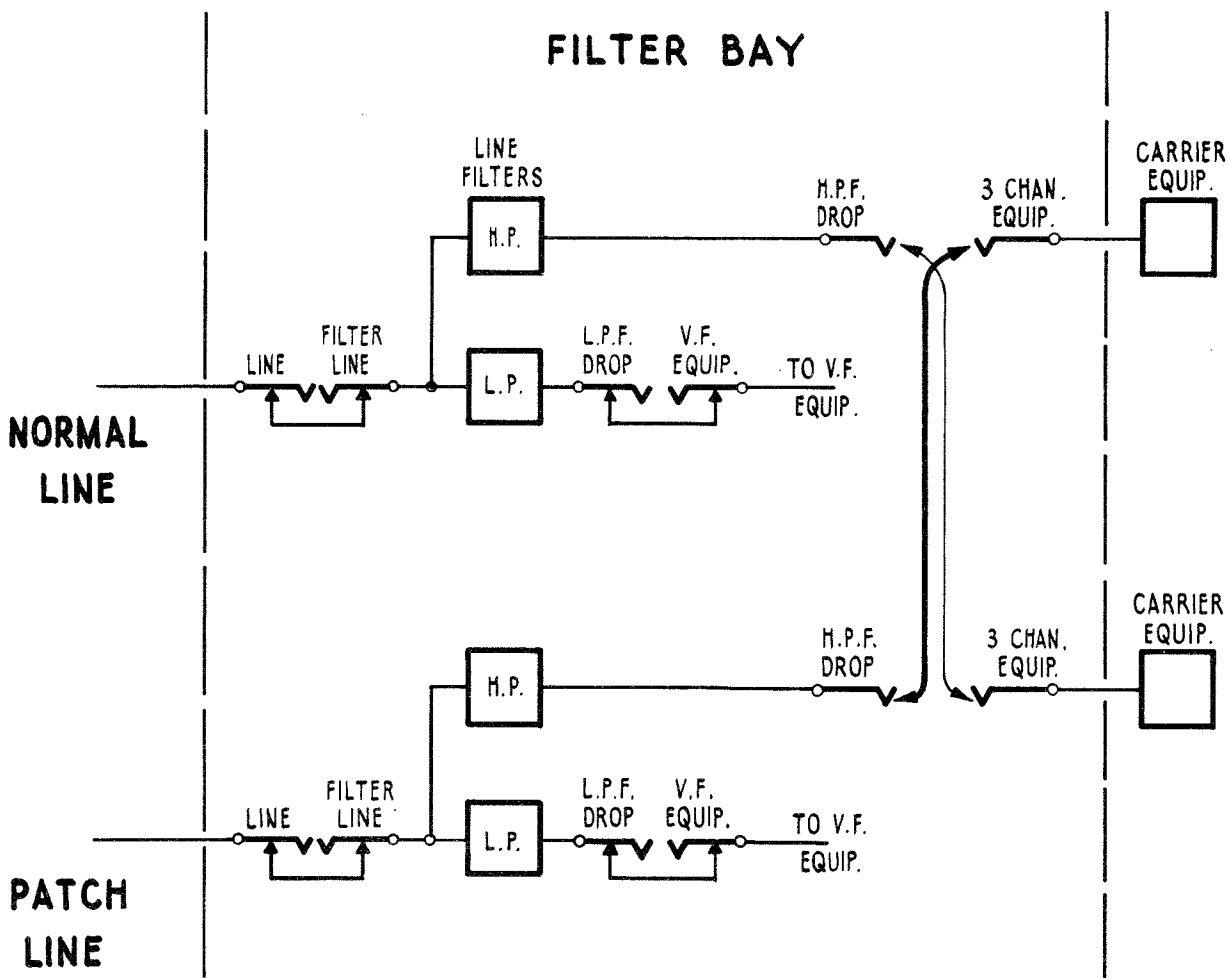 FILTER BAY
LINE
FILTERS
CARRIER
EQUIP.
H.P.F.
DROP
3 CHAN.
EQUIP.
H.P.
LINE
FILTER
LINE
L.P.F.
DROP
V.F.
EQUIP.
L.P.
TO V.F.
EQUIP.
NORMAL
LINE
CARRIER
EQUIP.
H.P.F.
DROP
3 CHAN.
EQUIP.
H.P.
LINE
FILTER
LINE
L.P.F.
DROP
V.F.
EQUIP.
L.P.
TO V.F.
EQUIP.
PATCH
LINE